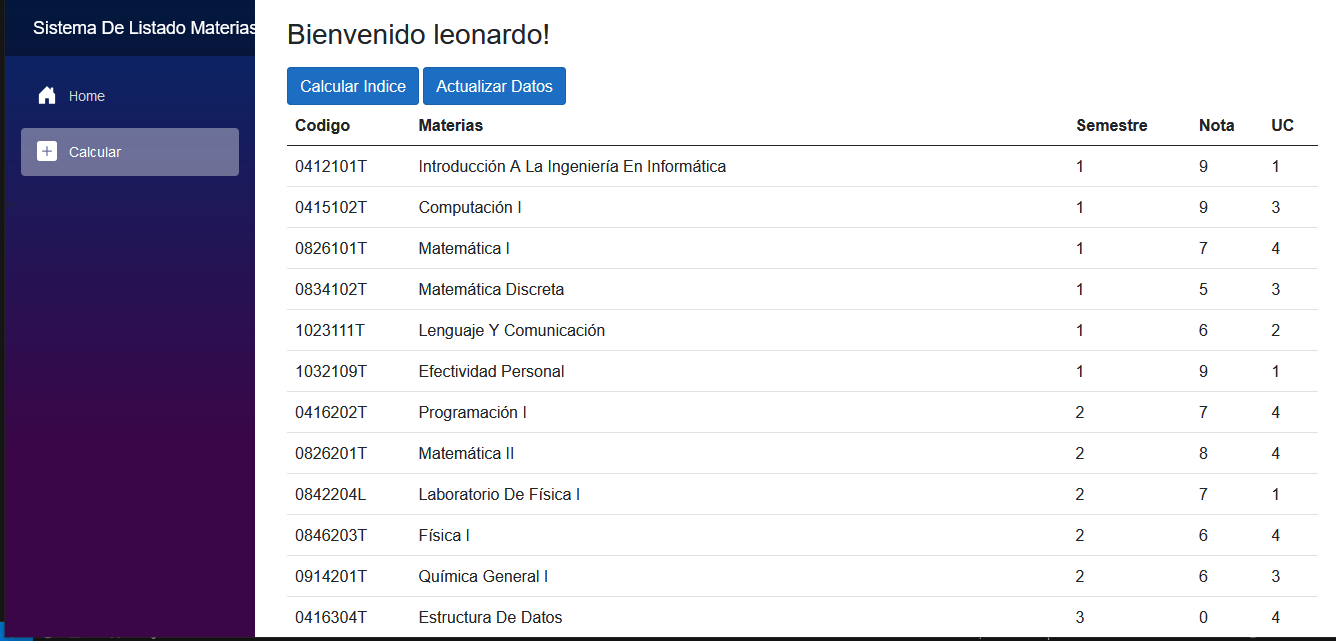 Sistema De Listado Materias
Home
Calcular
Bienvenido leonardo!
Calcular Indice Actualizar Datos
Codigo Materias Semestre Nota UC
0412101T Introducción A La Ingeniería En Informática 1 9 1
0415102T Computación I 1 9 3
0826101T Matemática I 1 7 4
0834102T Matemática Discreta 1 5 3
1023111T Lenguaje Y Comunicación 1 6 2
1032109T Efectividad Personal 1 9 1
0416202T Programación I 2 7 4
0826201T Matemática II 2 8 4
0842204L Laboratorio De Física I 2 7 1
0846203T Física I 2 6 4
0914201T Química General I 2 6 3
0416304T Estructura De Datos 3 0 4